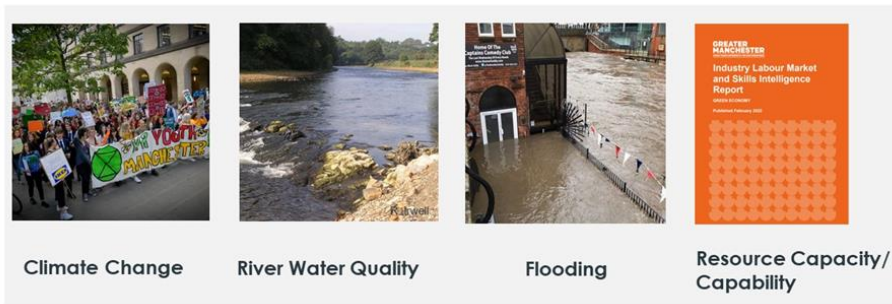 YOUTH
MANCHESTER
Home Of The
Captains Comedy Club
GREATER
MANCHESTER
Industry Labour Market
and Skills Intelligence
Report
GREEN ECONOMY
Published February 2022
Climate Change
River Water Quality
Flooding
Resource Capacity/
Capability